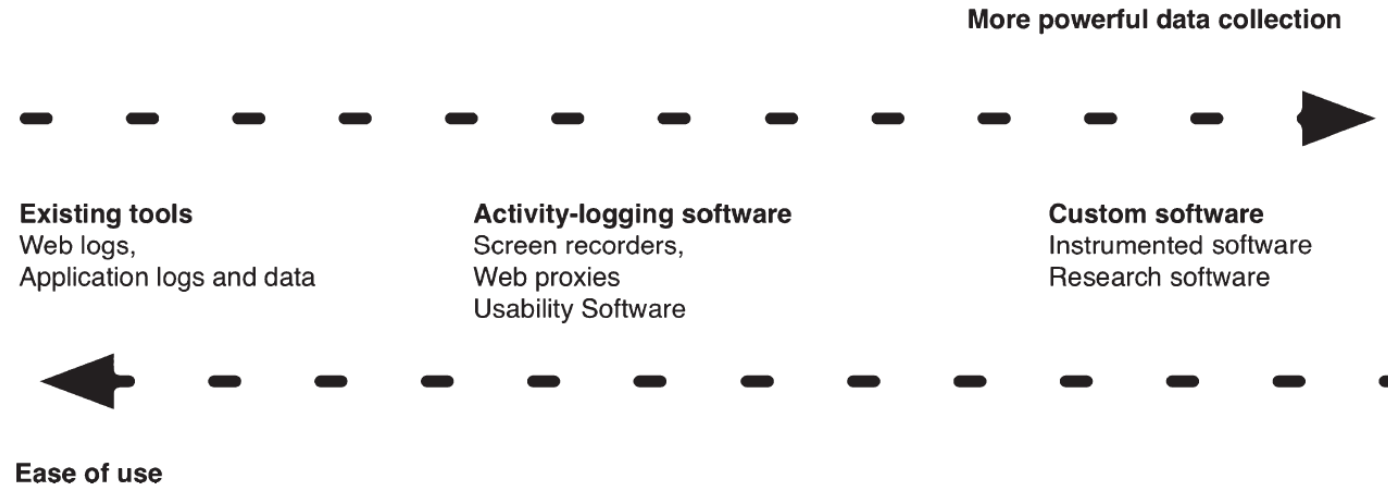 More powerful data collection
Existing tools
Web logs,
Application logs and data
Activity-logging software
Screen recorders,
Web proxies
Usability Software
Custom software
Instrumented software
Research software
Ease of use